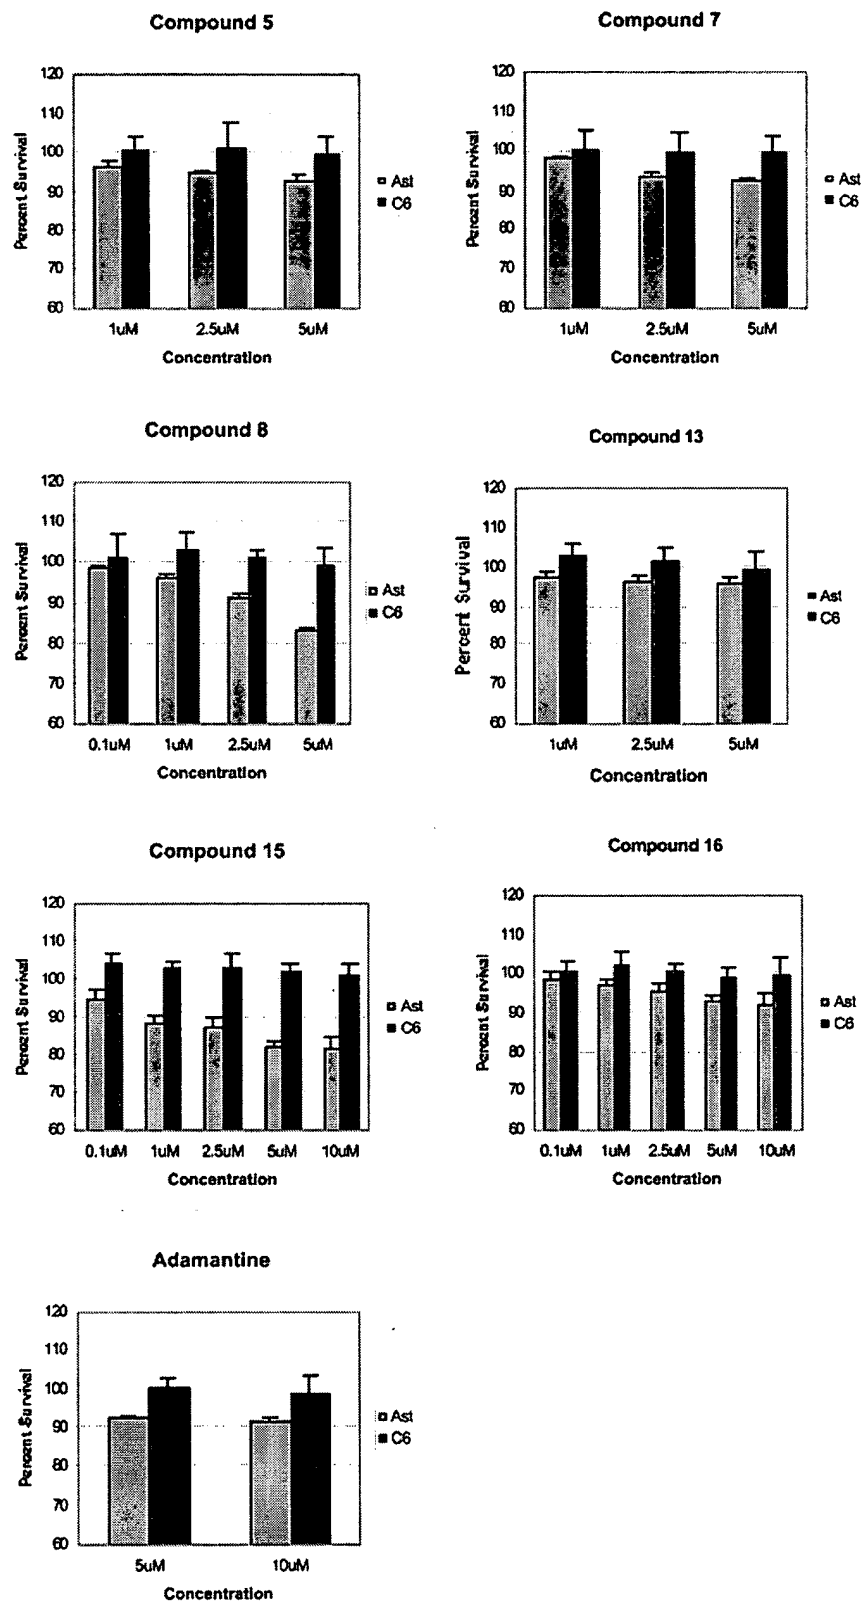 Compound 5
120
110
100
90
80
70
60
Percent Survival
1uM 2.5uM 5uM
Concentration
Ast
C6
Compound 7
120
110
100
90
80
70
60
Percent Survival
1uM 2.5uM 5uM
Concentration
Ast
C6
Compound 8
120
110
100
90
80
70
60
Percent Survival
0.1uM 1uM 2.5uM 5uM
Concentration
Ast
C6
Compound 13
120
110
100
90
80
70
60
Percent Survival
1uM 2.5uM 5uM
Concentration
Ast
C6
Compound 15
120
110
100
90
80
70
60
Percent Survival
0.1uM 1uM 2.5uM 5uM 10uM
Concentration
Ast
C6
Compound 16
120
110
100
90
80
70
60
Percent Survival
0.1uM 1uM 2.5uM 5uM 10uM
Concentration
Ast
C6
Adamantine
120
110
100
90
80
70
60
Percent Survival
5uM 10uM
Concentration
Ast
C6